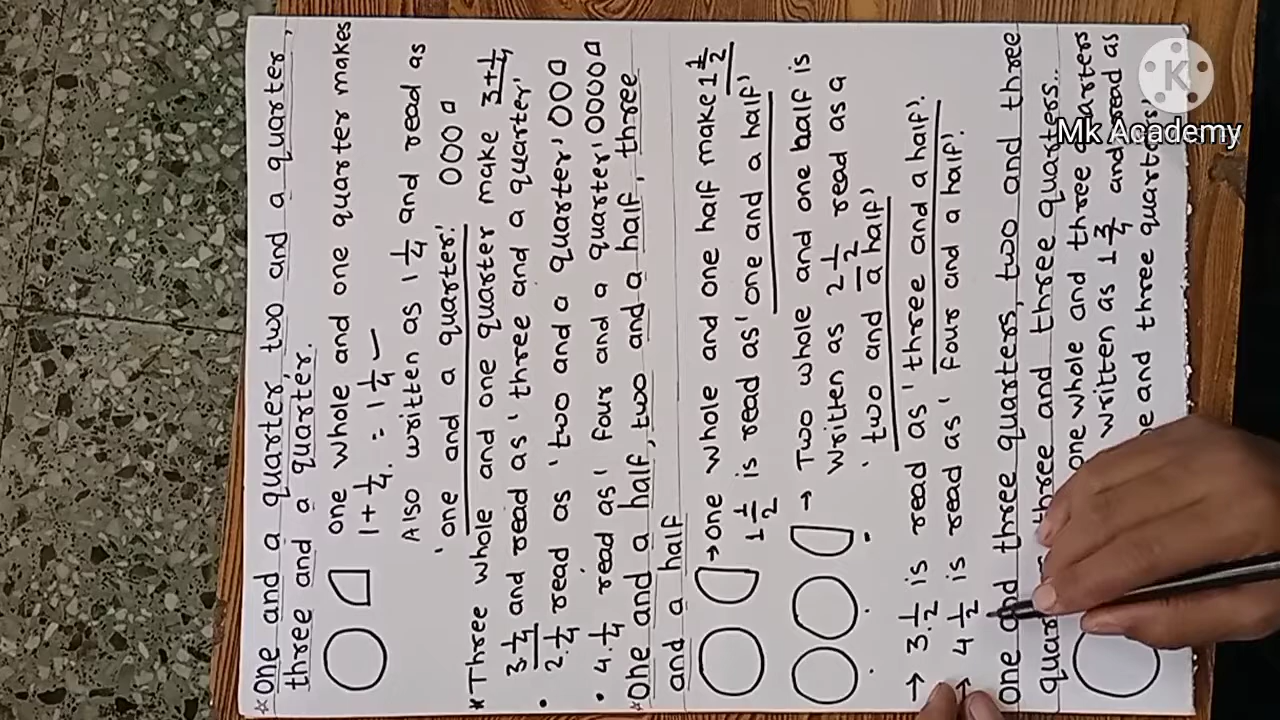 ☆One and a quarter, two and a quarter,
three and a quarter.
one whole and one quarter makes
1+1/4. = 1 1/4 —
Also written as 1 1/4 and read as
'one and a quarter.'
*Three whole and one quarter make 3+1/4
3 1/4 and read as 'three and a quarter'
• 2.1/4 read as 'two and a quarter'
• 4.1/4 read as 'four and a quarter'
☆One and a half, two and a half, three
and a half
→one whole and one half make 1 1/2
1 1/2 is read as 'one and a half'
→ Two whole and one half is
written as 2 1/2 read as a
'two and a half'
→ 3.1/2 is read as 'three and a half'.
→ 4 1/2 is read as 'four and a half'.
One and three quarters, two and three
three and three quarters..
one whole and three quarters
written as 1 3/4 and read as
and three quarters'
K
Mk Academy